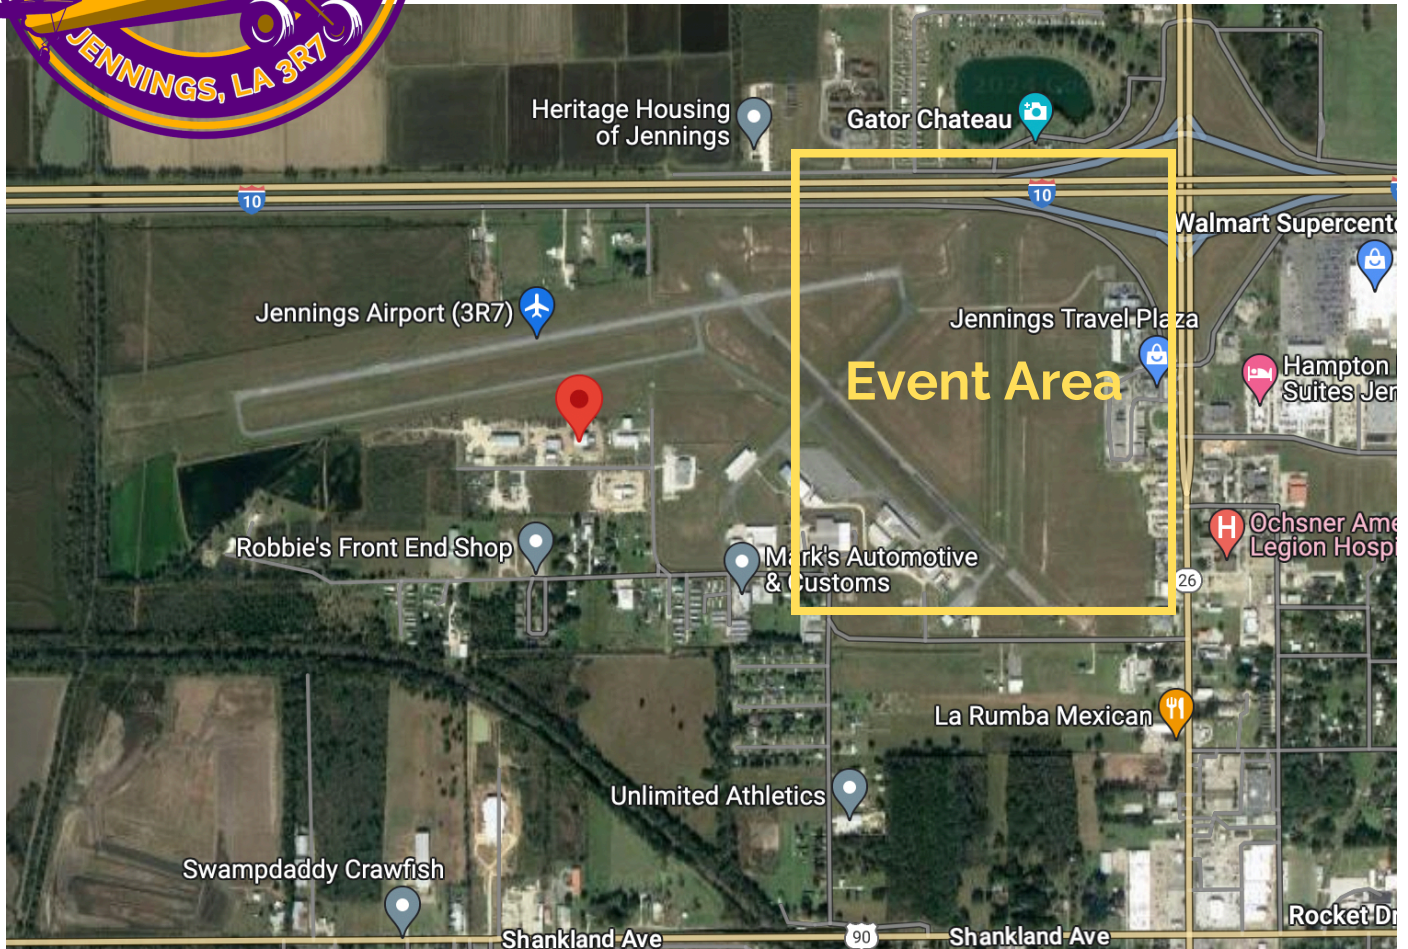 JENNINGS, LA 3R7
Heritage Housing
of Jennings
Gator Chateau
10
10
Walmart Supercente
Jennings Airport (3R7)
Jennings Travel Plaza
Event Area
Hampton
Suites Jen
Robbie's Front End Shop
Mark's Automotive
& Customs
H
Ochsner Ame
Legion Hospi
26
La Rumba Mexican
Unlimited Athletics
Swampdaddy Crawfish
Rocket Dr
Shankland Ave
90
Shankland Ave